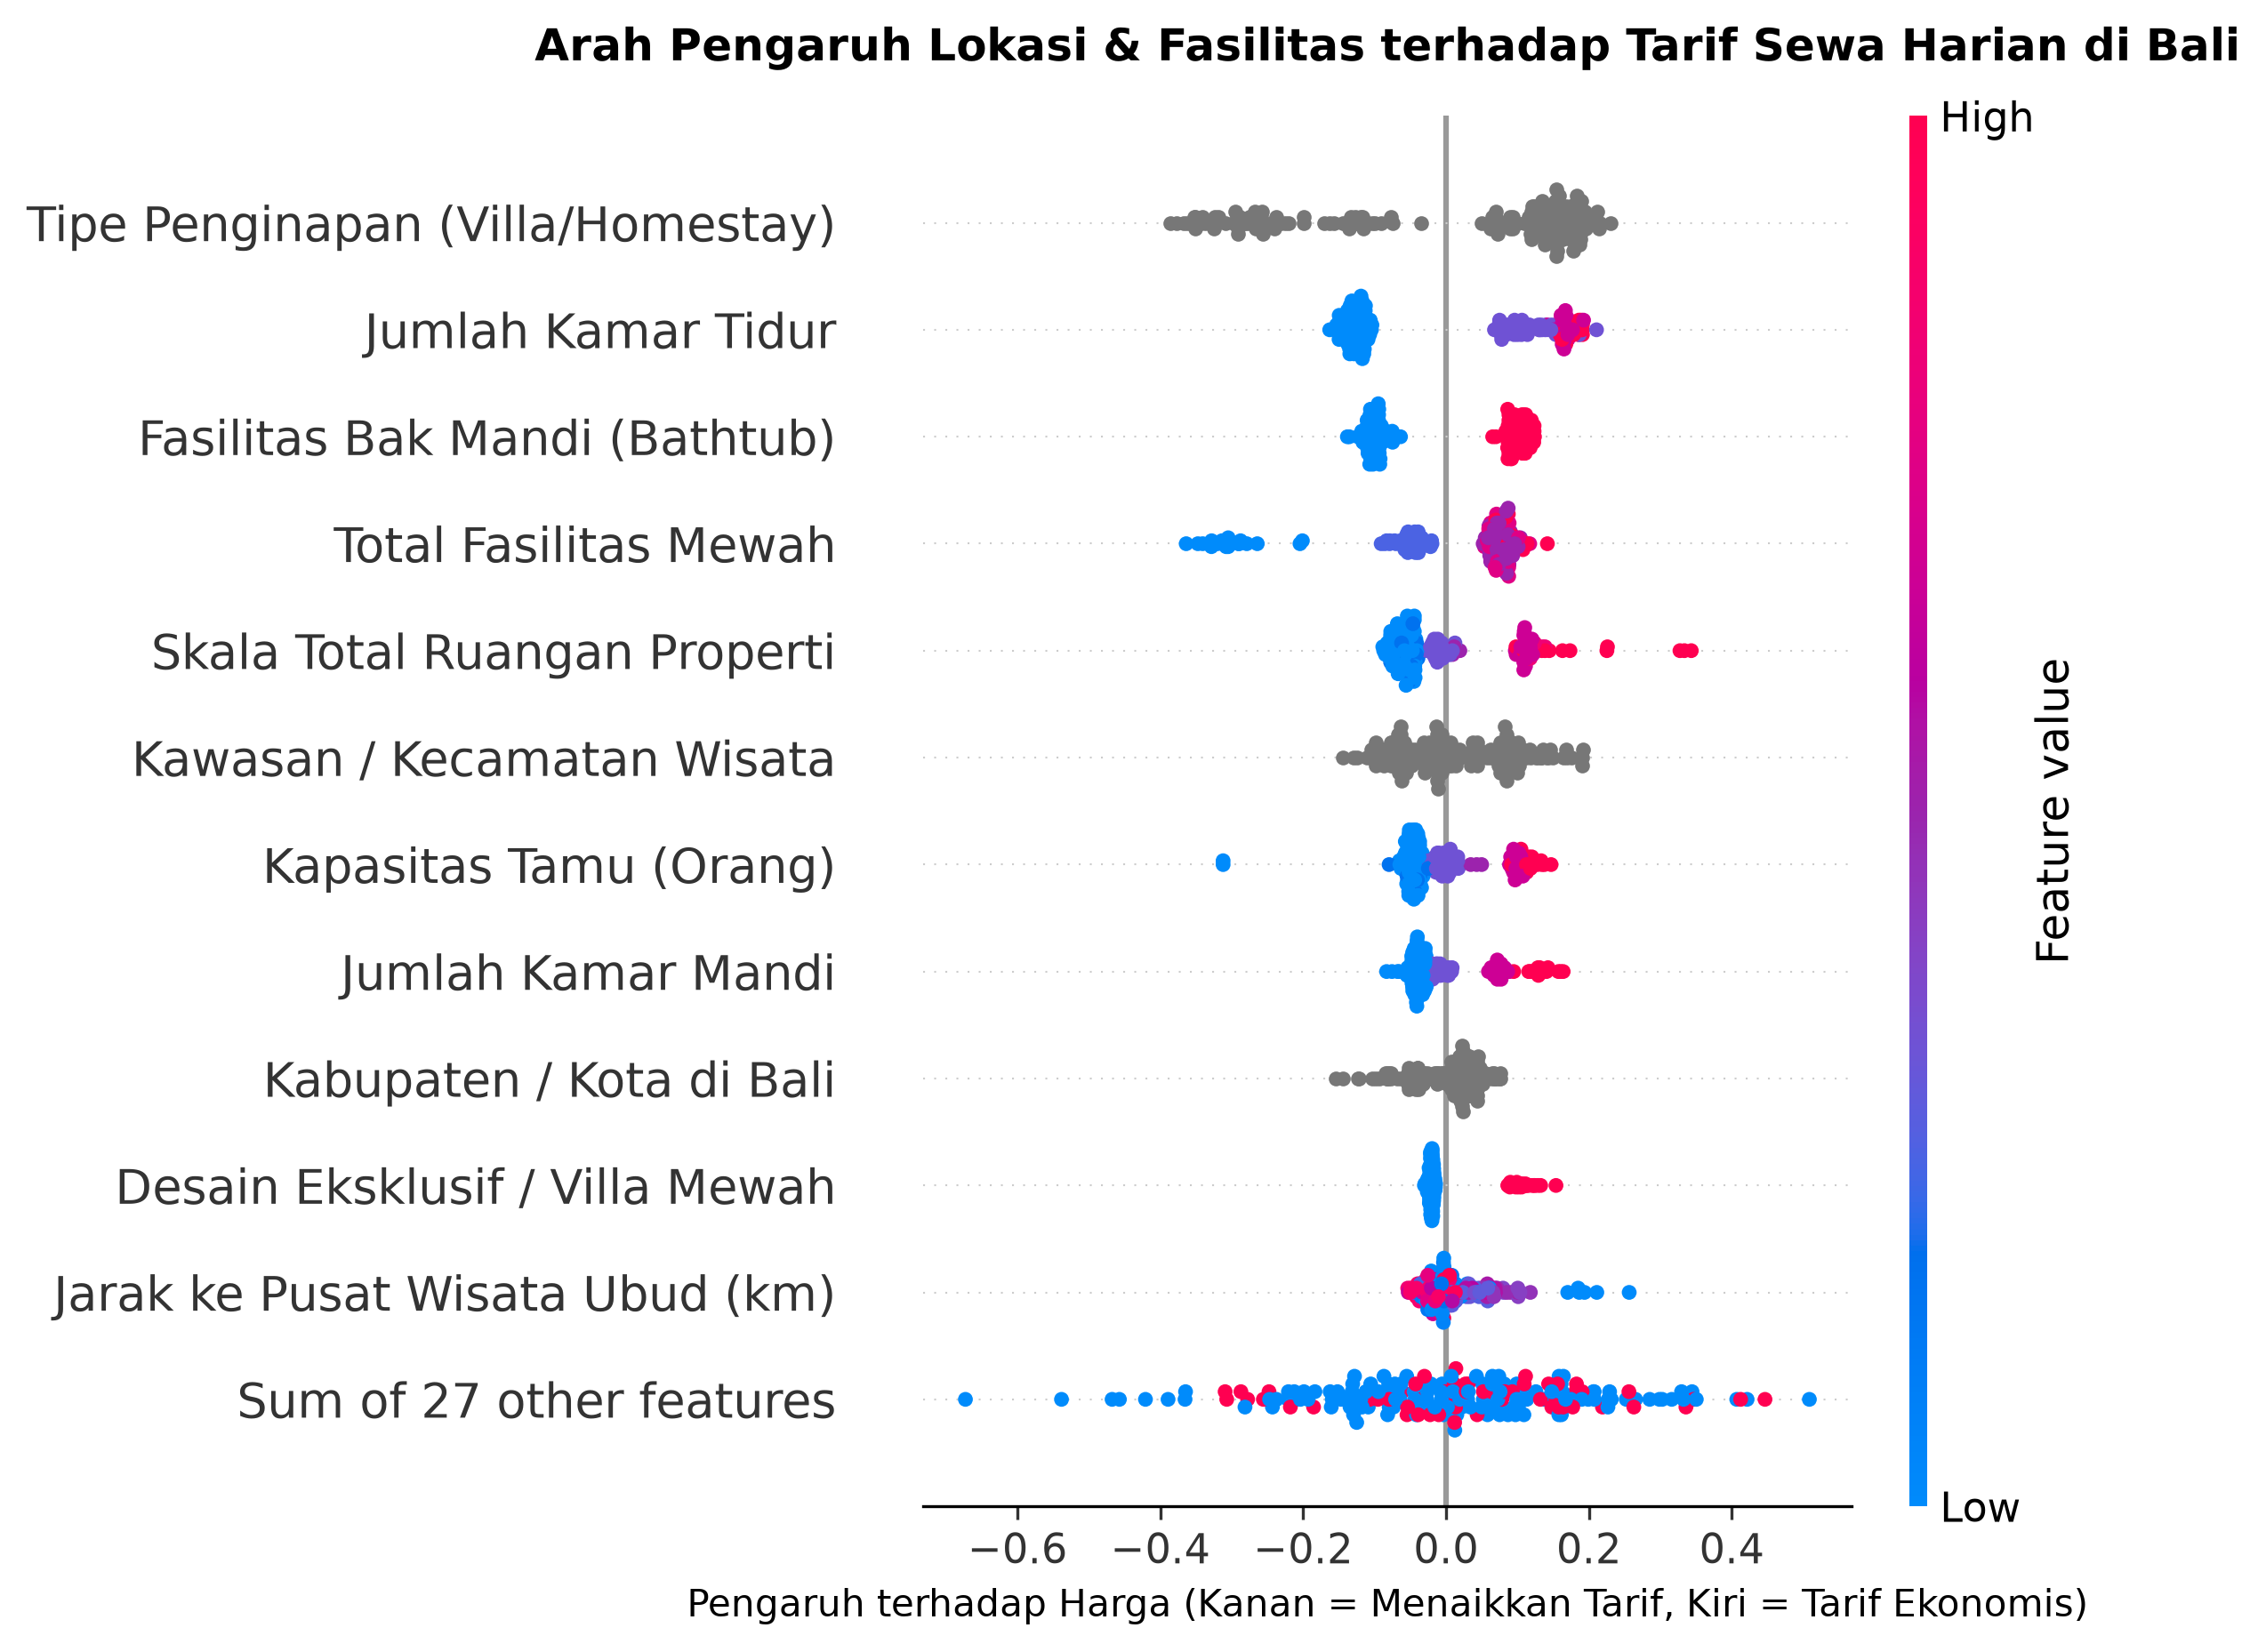 Arah Pengaruh Lokasi & Fasilitas terhadap Tarif Sewa Harian di Bali
High
Tipe Penginapan (Villa/Homestay)
Jumlah Kamar Tidur
Fasilitas Bak Mandi (Bathtub)
Total Fasilitas Mewah
Skala Total Ruangan Properti
Kawasan / Kecamatan Wisata
Kapasitas Tamu (Orang)
Jumlah Kamar Mandi
Kabupaten / Kota di Bali
Desain Eksklusif / Villa Mewah
Jarak ke Pusat Wisata Ubud (km)
Sum of 27 other features
Feature value
Low
−0.6 −0.4 −0.2 0.0 0.2 0.4
Pengaruh terhadap Harga (Kanan = Menaikkan Tarif, Kiri = Tarif Ekonomis)